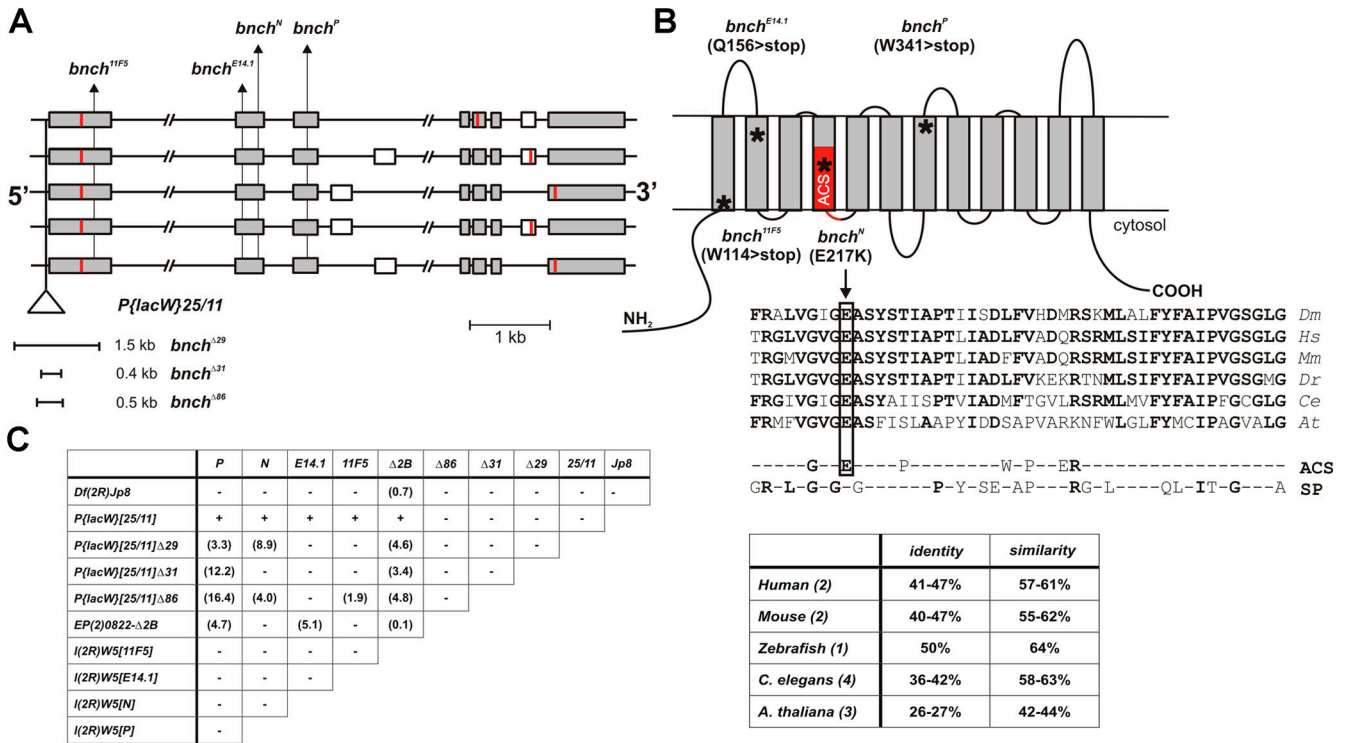 A
bnch^N
bnch^P
bnch^11F5
bnch^E14.1
5’
3’
P{lacW}25/11
1 kb
1.5 kb bnch^Δ29
0.4 kb bnch^Δ31
0.5 kb bnch^Δ86
B
bnch^E14.1
(Q156>stop)
bnch^P
(W341>stop)
* * * * *
ACS
cytosol
bnch^11F5
(W114>stop)
bnch^N
(E217K)
NH2
COOH
FRALVGIGEASYSTIAPTIISDLFVHDMRSKMLALFYFAIPVGSGLG Dm
TRGLVGVGEASYSTIAPTLIADLFVADQRSRMLSIFYFAIPVGSGLG Hs
TRGMVGVGEASYSTIAPTLIADFFVADQRSRMLSIFYFAIPVGSGLG Mm
TRGLVGVGEASYSTIAPTIIADLFVKEKRTNMLSIFYFAIPVGSGMG Dr
FRGIVGIGEASYAIISPTVIADMFTGVLRSRMLMVFYFAIPFGCGLG Ce
FRMFVGVGEASFISLAAPYIDDSAPVARKNFWLGLFYMCIPAGVALG At
-----G--E----P--------W-P--ER------------------ ACS
GR-L-GG-G------P-YSE-AP---RG-L---QL-IT-G---A SP
C
P N E14.1 11F5 Δ2B Δ86 Δ31 Δ29 25/11 Jp8
Df(2R)Jp8 - - - - (0.7) - - - - -
P{lacW}[25/11] + + + + + - - - -
P{lacW}[25/11]Δ29 (3.3) (8.9) - - (4.6) - - -
P{lacW}[25/11]Δ31 (12.2) - - - (3.4) - -
P{lacW}[25/11]Δ86 (16.4) (4.0) - (1.9) (4.8) -
EP(2)0822-Δ2B (4.7) - (5.1) - (0.1)
l(2R)W5[11F5] - - - -
l(2R)W5[E14.1] - - -
l(2R)W5[N] - -
l(2R)W5[P] -
identity similarity
Human (2) 41-47% 57-61%
Mouse (2) 40-47% 55-62%
Zebrafish (1) 50% 64%
C. elegans (4) 36-42% 58-63%
A. thaliana (3) 26-27% 42-44%